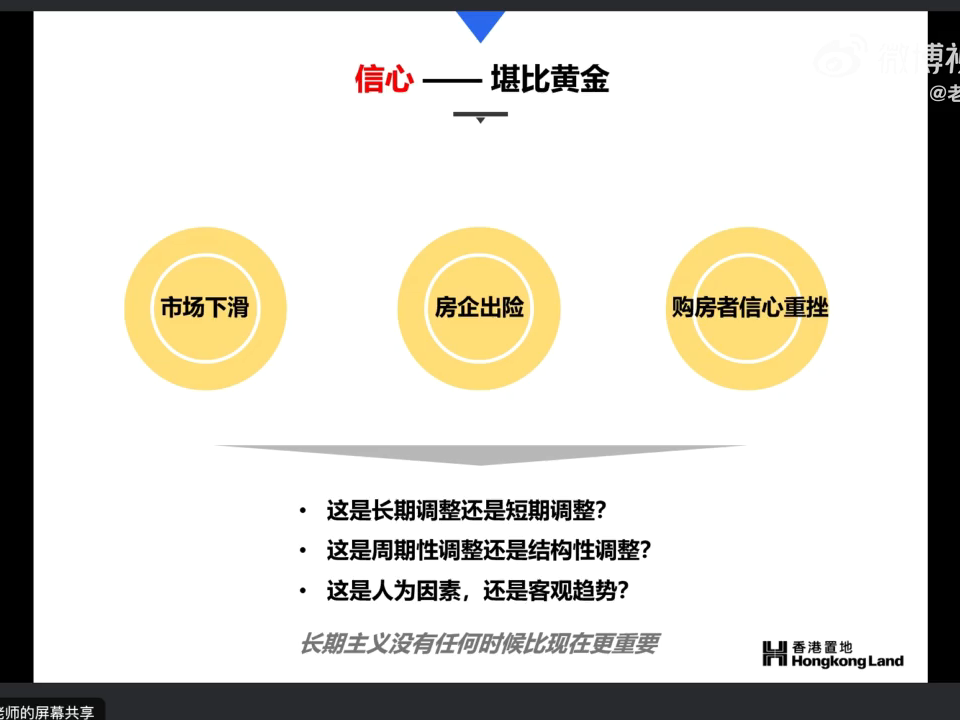 信心 —— 堪比黄金
微博视
@老
市场下滑
房企出险
购房者信心重挫
• 这是长期调整还是短期调整？
• 这是周期性调整还是结构性调整？
• 这是人为因素，还是客观趋势？
长期主义没有任何时候比现在更重要
香港置地
Hongkong Land
老师的屏幕共享